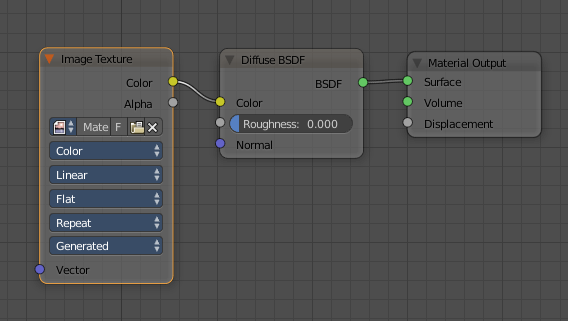 Image Texture
Color
Alpha
Mate F
Color
Linear
Flat
Repeat
Generated
Vector
Diffuse BSDF
BSDF
Color
Roughness: 0.000
Normal
Material Output
Surface
Volume
Displacement